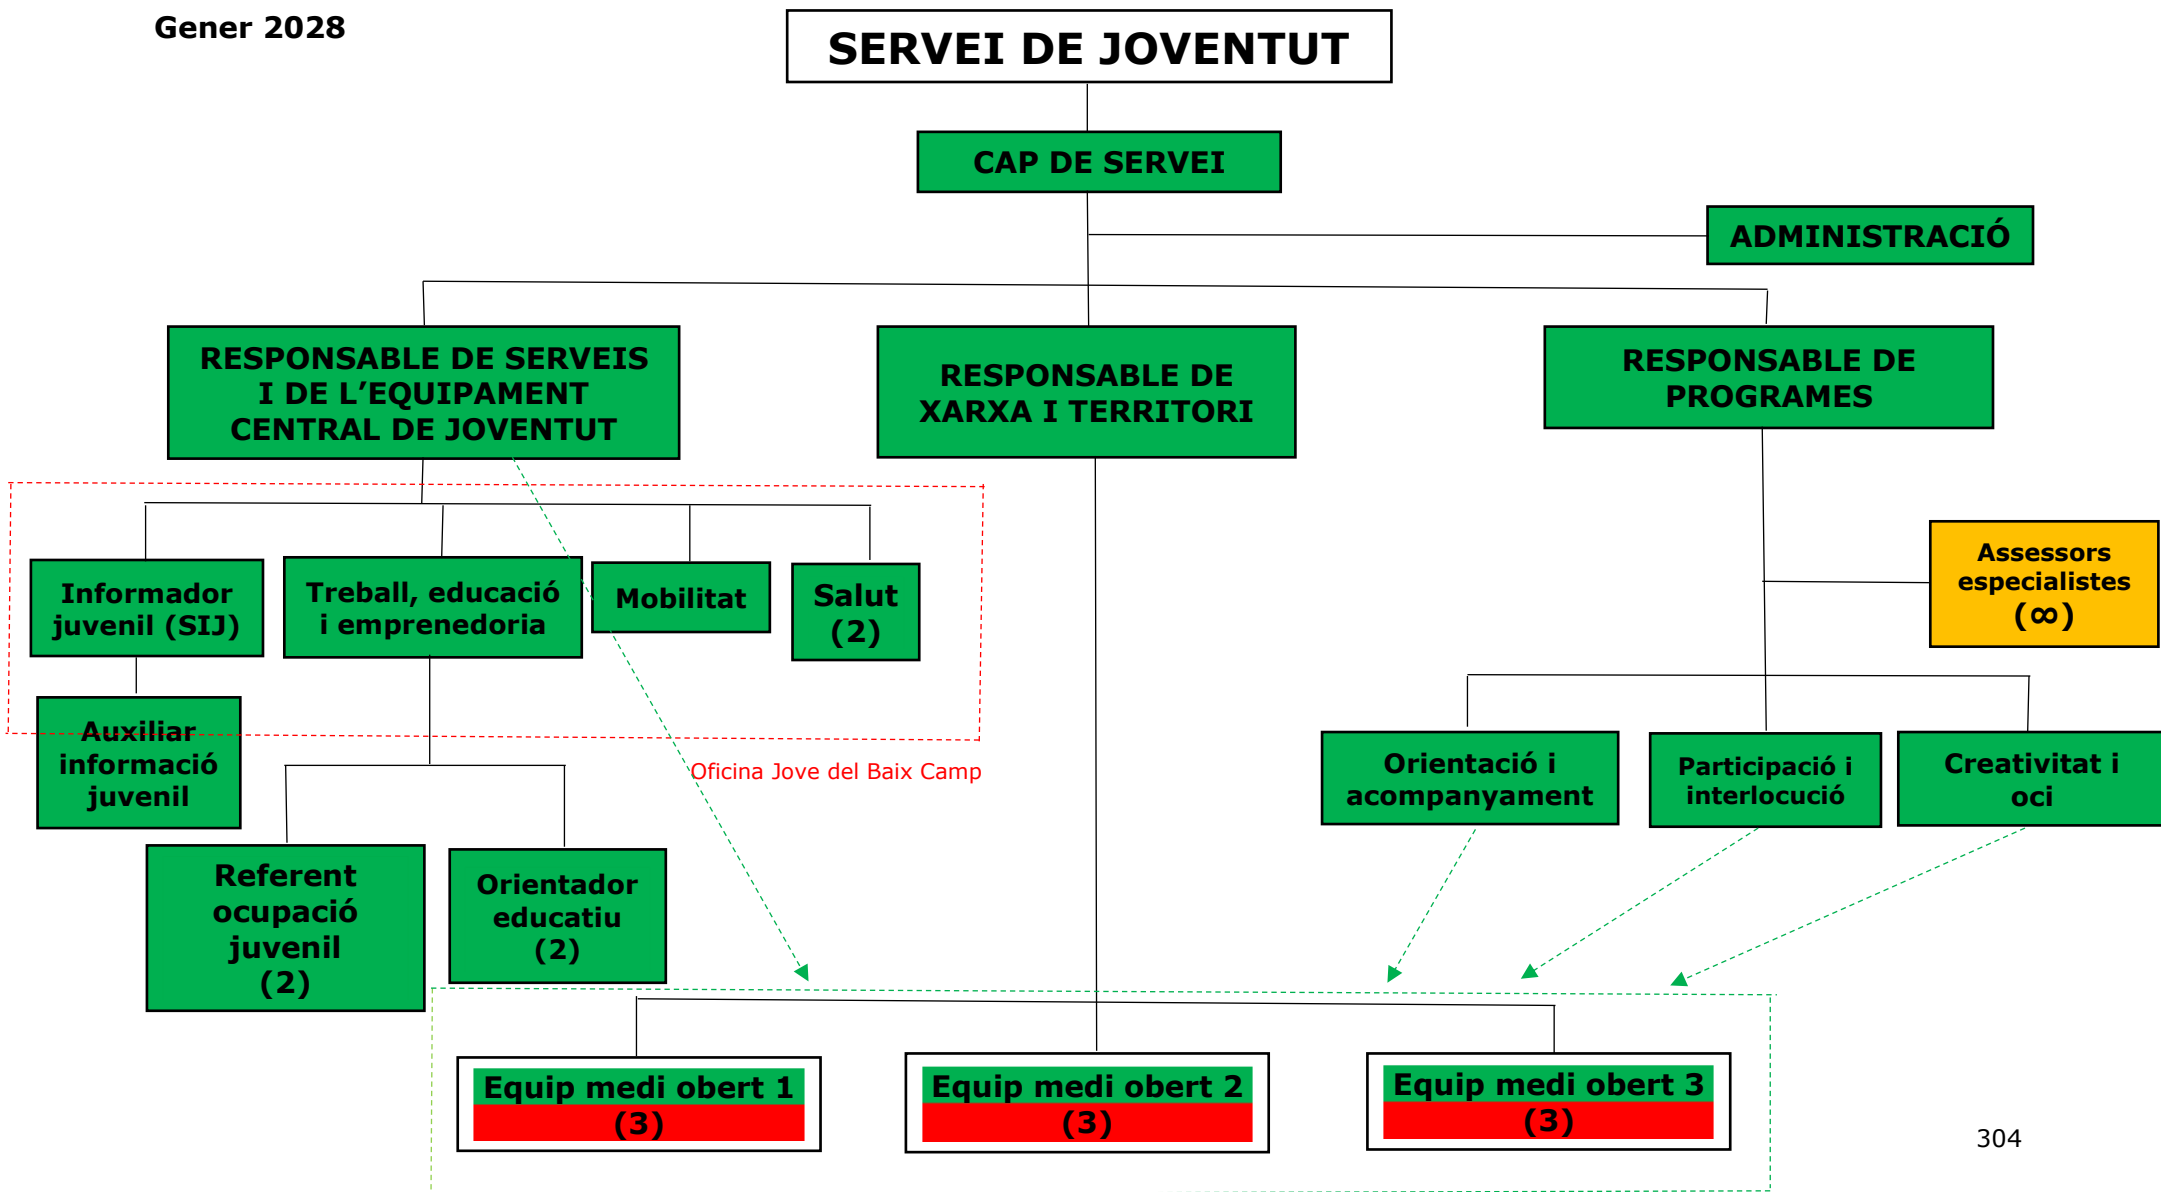 Gener 2028
SERVEI DE JOVENTUT
CAP DE SERVEI
ADMINISTRACIÓ
RESPONSABLE DE SERVEIS
I DE L’EQUIPAMENT
CENTRAL DE JOVENTUT
RESPONSABLE DE
XARXA I TERRITORI
RESPONSABLE DE
PROGRAMES
Assessors
especialistes
(∞)
Informador
juvenil (SIJ)
Treball, educació
i emprenedoria
Mobilitat
Salut
(2)
Auxiliar
informació
juvenil
Oficina Jove del Baix Camp
Orientació i
acompanyament
Participació i
interlocució
Creativitat i
oci
Referent
ocupació
juvenil
(2)
Orientador
educatiu
(2)
Equip medi obert 1
(3)
Equip medi obert 2
(3)
Equip medi obert 3
(3)
304